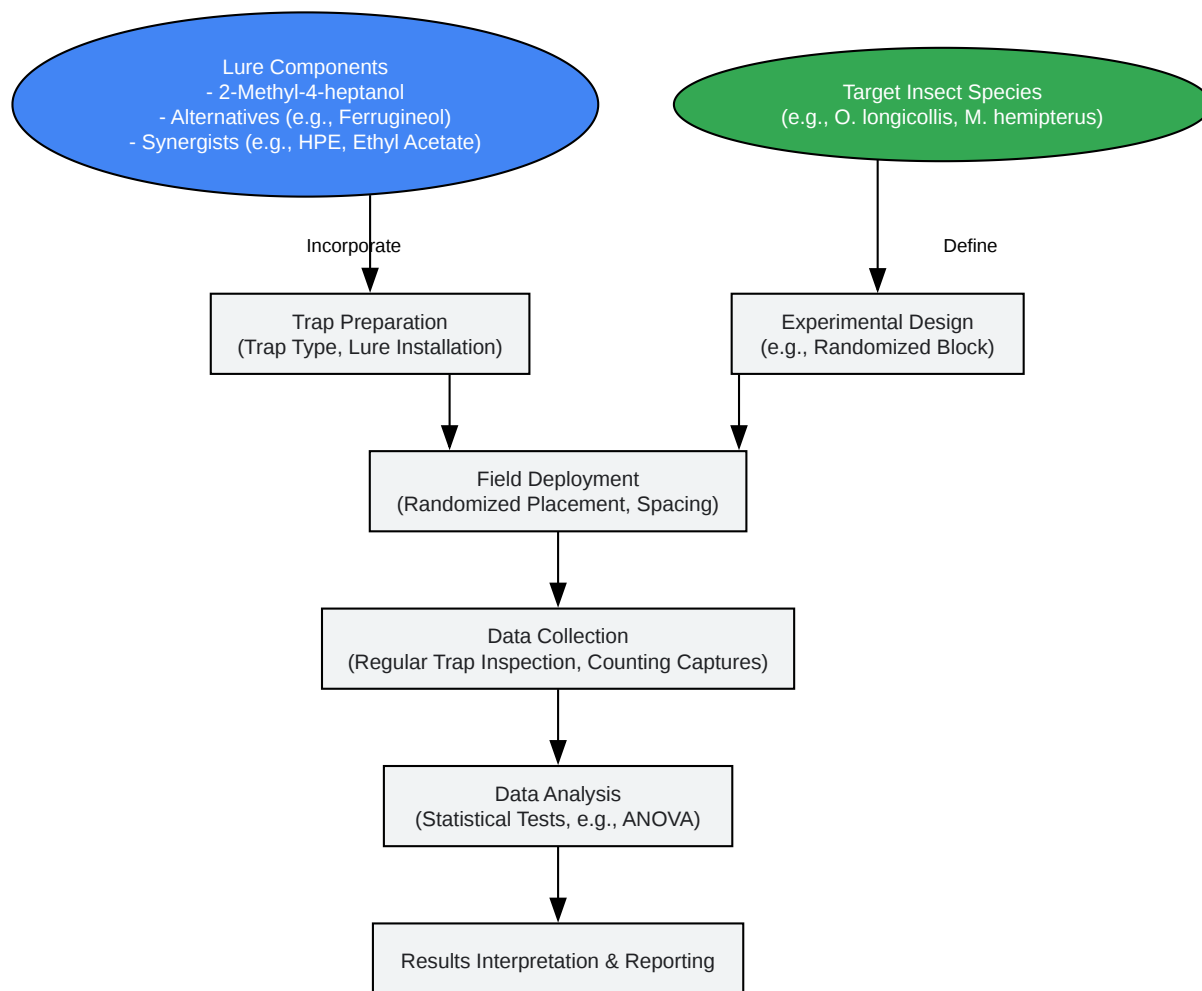 Lure Components
- 2-Methyl-4-heptanol
- Alternatives (e.g., Ferrugineol)
- Synergists (e.g., HPE, Ethyl Acetate)
Target Insect Species
(e.g., O. longicollis, M. hemipterus)
Incorporate
Define
Trap Preparation
(Trap Type, Lure Installation)
Experimental Design
(e.g., Randomized Block)
Field Deployment
(Randomized Placement, Spacing)
Data Collection
(Regular Trap Inspection, Counting Captures)
Data Analysis
(Statistical Tests, e.g., ANOVA)
Results Interpretation & Reporting